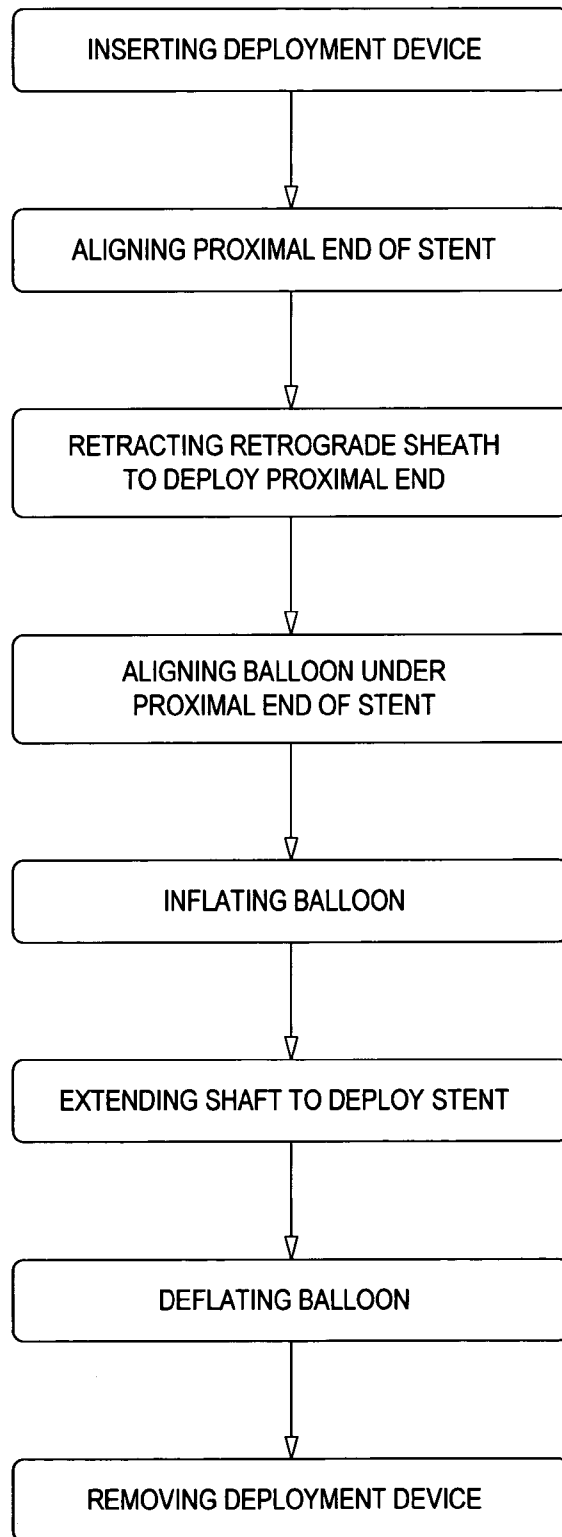 INSERTING DEPLOYMENT DEVICE
ALIGNING PROXIMAL END OF STENT
RETRACTING RETROGRADE SHEATH
TO DEPLOY PROXIMAL END
ALIGNING BALLOON UNDER
PROXIMAL END OF STENT
INFLATING BALLOON
EXTENDING SHAFT TO DEPLOY STENT
DEFLATING BALLOON
REMOVING DEPLOYMENT DEVICE